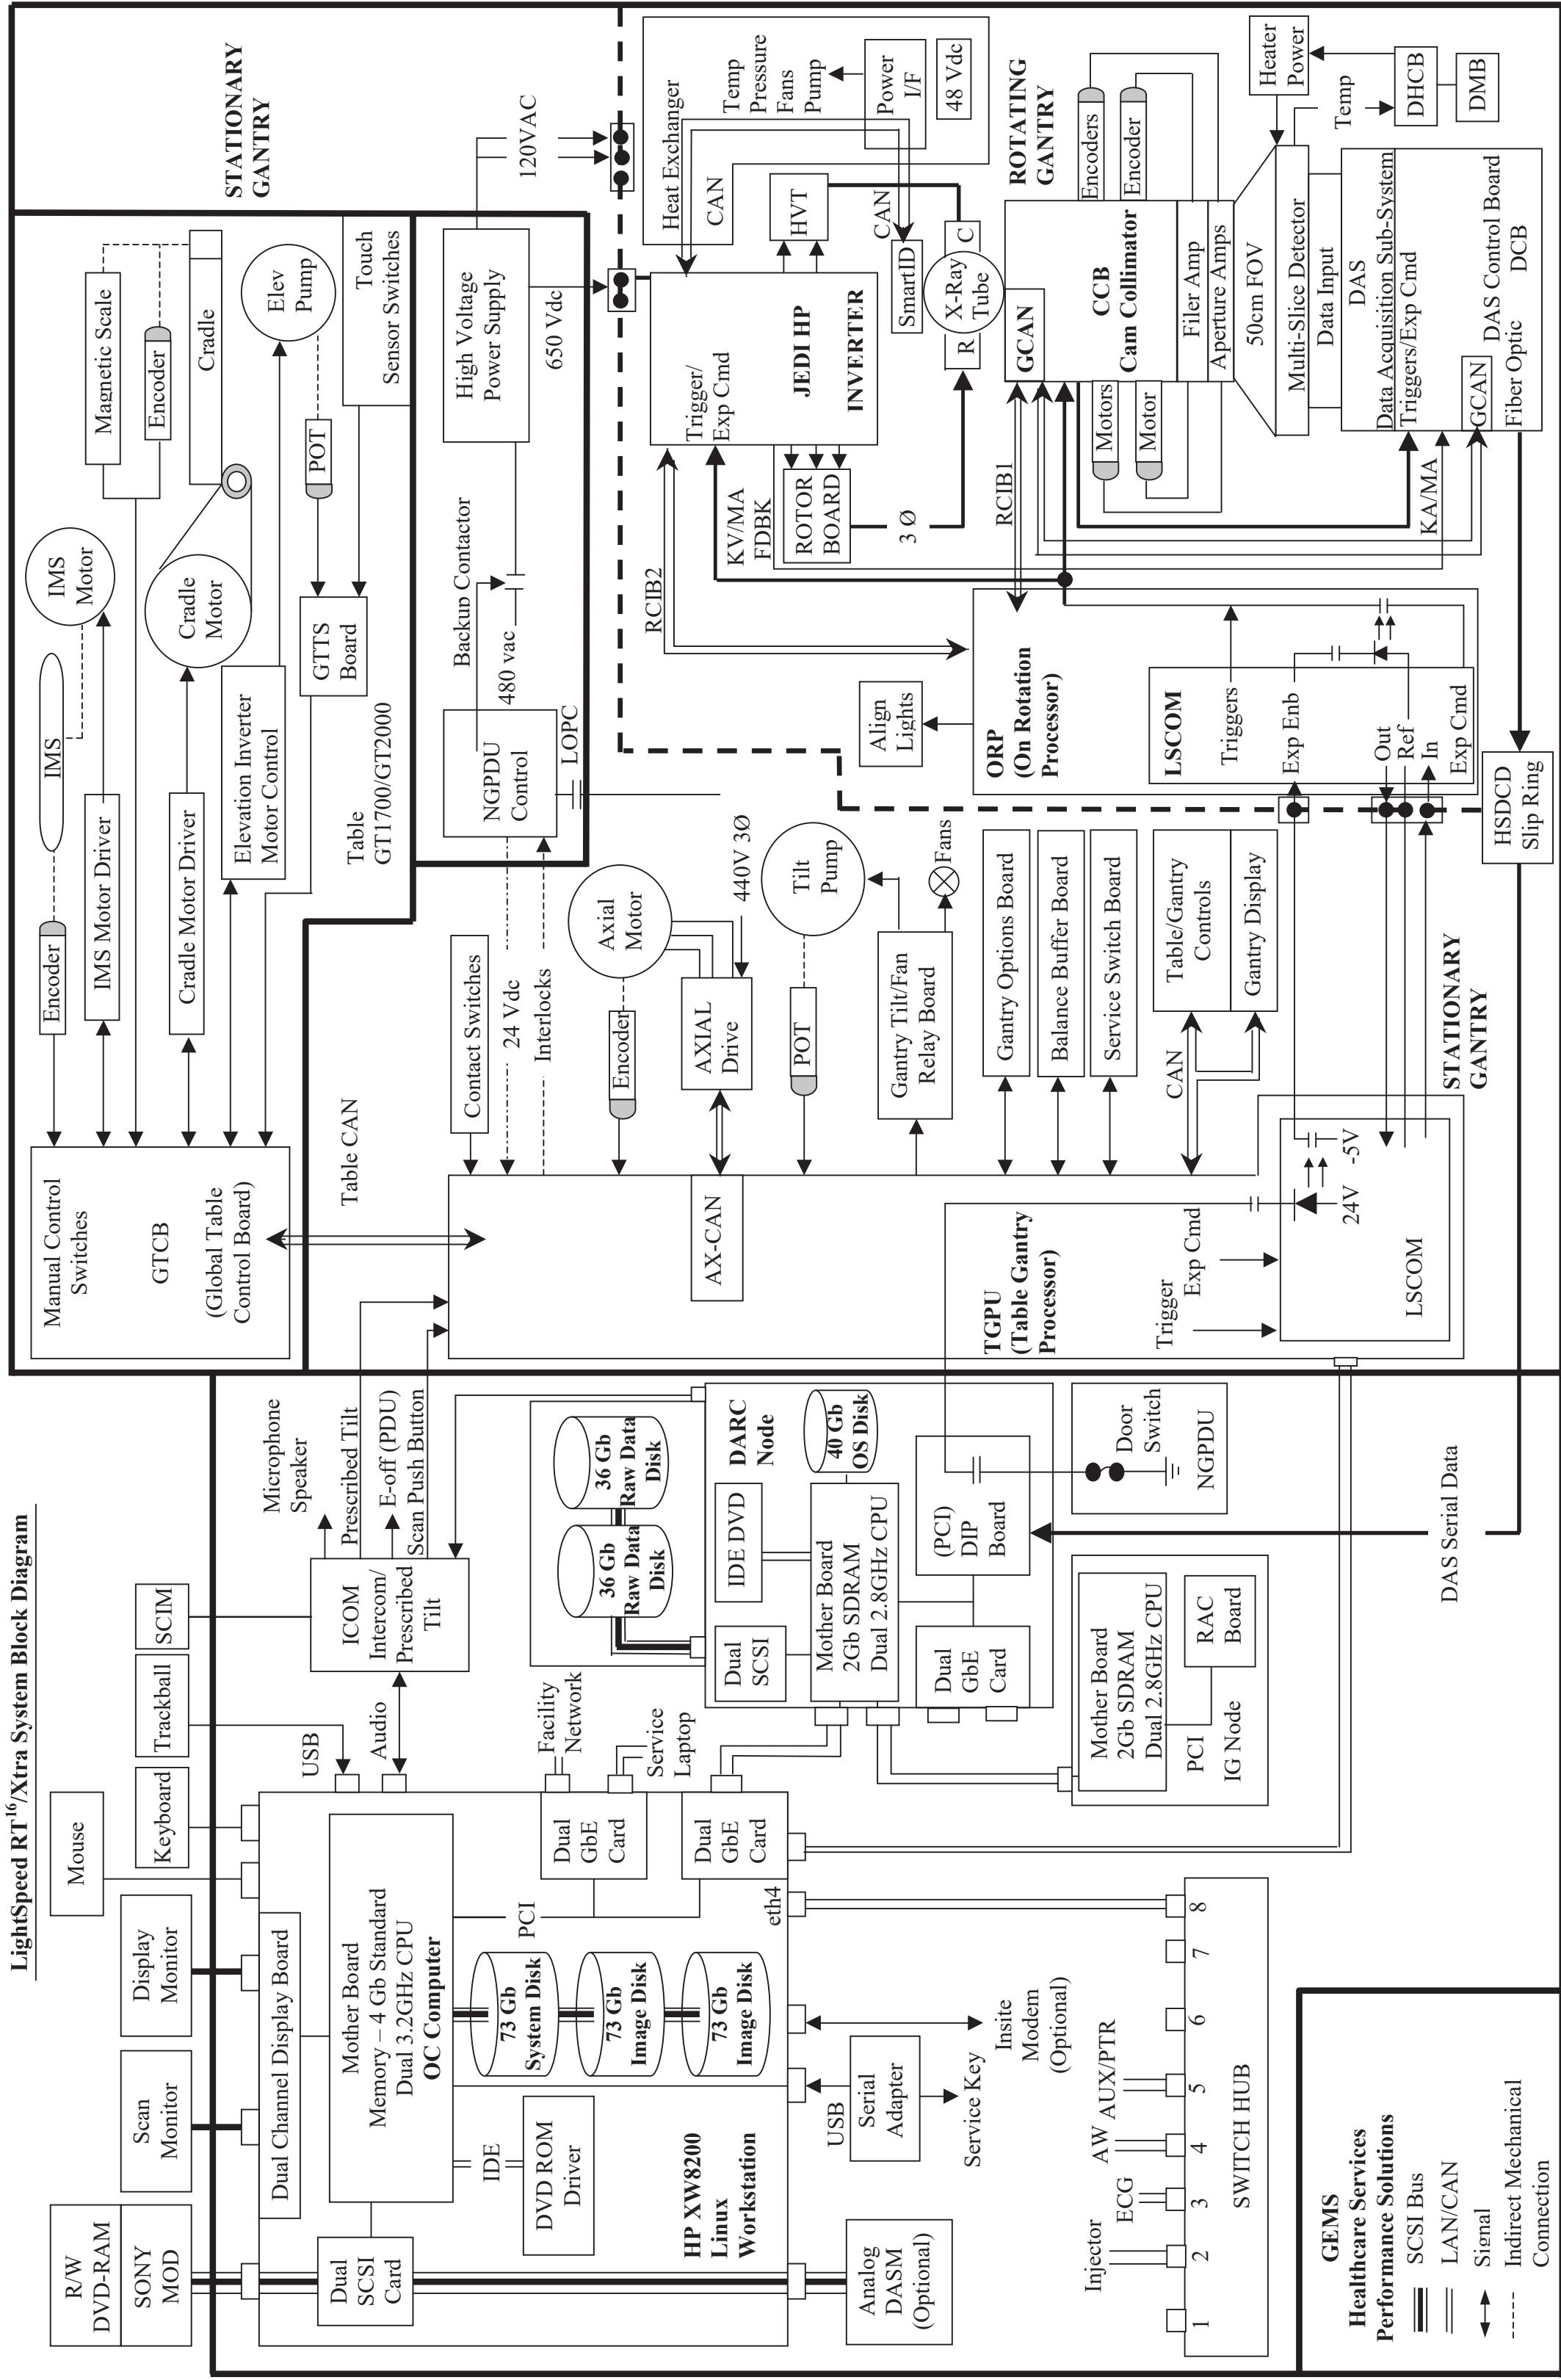 LightSpeed RT16/Xtra System Block Diagram
R/W
DVD-RAM
SONY
MOD
Scan
Monitor
Display
Monitor
Mouse
Keyboard
Trackball
SCIM
USB
Audio
ICOM
Intercom/
Prescribed
Tilt
Microphone
Speaker
Prescribed Tilt
E-off (PDU)
Scan Push Button
Dual Channel Display Board
Mother Board
Memory – 4 Gb Standard
Dual 3.2GHz CPU
OC Computer
Dual
SCSI
Card
IDE
DVD ROM
Driver
73 Gb
System Disk
73 Gb
Image Disk
73 Gb
Image Disk
PCI
Dual
GbE
Card
Dual
GbE
Card
eth4
Facility
Network
Service
Laptop
HP XW8200
Linux
Workstation
Analog
DASM
(Optional)
USB
Serial
Adapter
Service Key
Insite
Modem
(Optional)
Injector
ECG
AW
AUX/PTR
1
2
3
4
5
6
7
8
SWITCH HUB
36 Gb
Raw Data
Disk
36 Gb
Raw Data
Disk
Dual
SCSI
IDE DVD
DARC
Node
Mother Board
2Gb SDRAM
Dual 2.8GHz CPU
40 Gb
OS Disk
Dual
GbE
Card
(PCI)
DIP
Board
Door
Switch
NGPDU
Mother Board
2Gb SDRAM
Dual 2.8GHz CPU
PCI
RAC
Board
IG Node
DAS Serial Data
GEMS
Healthcare Services
Performance Solutions
SCSI Bus
LAN/CAN
Signal
Indirect Mechanical
Connection
Manual Control
Switches
GTCB
(Global Table
Control Board)
Encoder
IMS
IMS
Motor
IMS Motor Driver
Cradle Motor Driver
Cradle
Motor
Elevation Inverter
Motor Control
Magnetic Scale
Encoder
Cradle
Elev
Pump
POT
GTTS
Board
Touch
Sensor Switches
Table
GT1700/GT2000
Table CAN
STATIONARY
GANTRY
Contact Switches
24 Vdc
Interlocks
NGPDU
Control
Backup Contactor
480 vac
LOPC
High Voltage
Power Supply
650 Vdc
120VAC
Axial
Motor
Encoder
AX-CAN
AXIAL
Drive
440V 3Ø
POT
Tilt
Pump
Gantry Tilt/Fan
Relay Board
Fans
Gantry Options Board
Balance Buffer Board
Service Switch Board
CAN
Table/Gantry
Controls
Gantry Display
TGPU
(Table Gantry
Processor)
Trigger
Exp Cmd
LSCOM
24V
-5V
STATIONARY
GANTRY
HSDCD
Slip Ring
Align
Lights
ORP
(On Rotation
Processor)
LSCOM
Triggers
Exp Enb
Out
Ref
In
Exp Cmd
RCIB2
RCIB1
KV/MA
FDBK
Trigger/
Exp Cmd
JEDI HP
INVERTER
ROTOR
BOARD
3 Ø
HVT
Heat Exchanger
CAN
Temp
Pressure
Fans
Pump
Power
I/F
48 Vdc
CAN
SmartID
R
X-Ray
Tube
C
ROTATING
GANTRY
GCAN
CCB
Cam Collimator
Motors
Motor
Encoders
Encoder
Filer Amp
Aperture Amps
50cm FOV
Multi-Slice Detector
Data Input
Heater
Power
Temp
DHCB
DMB
DAS
Data Acquisition Sub-System
Triggers/Exp Cmd
KA/MA
GCAN
DAS Control Board
Fiber Optic
DCB